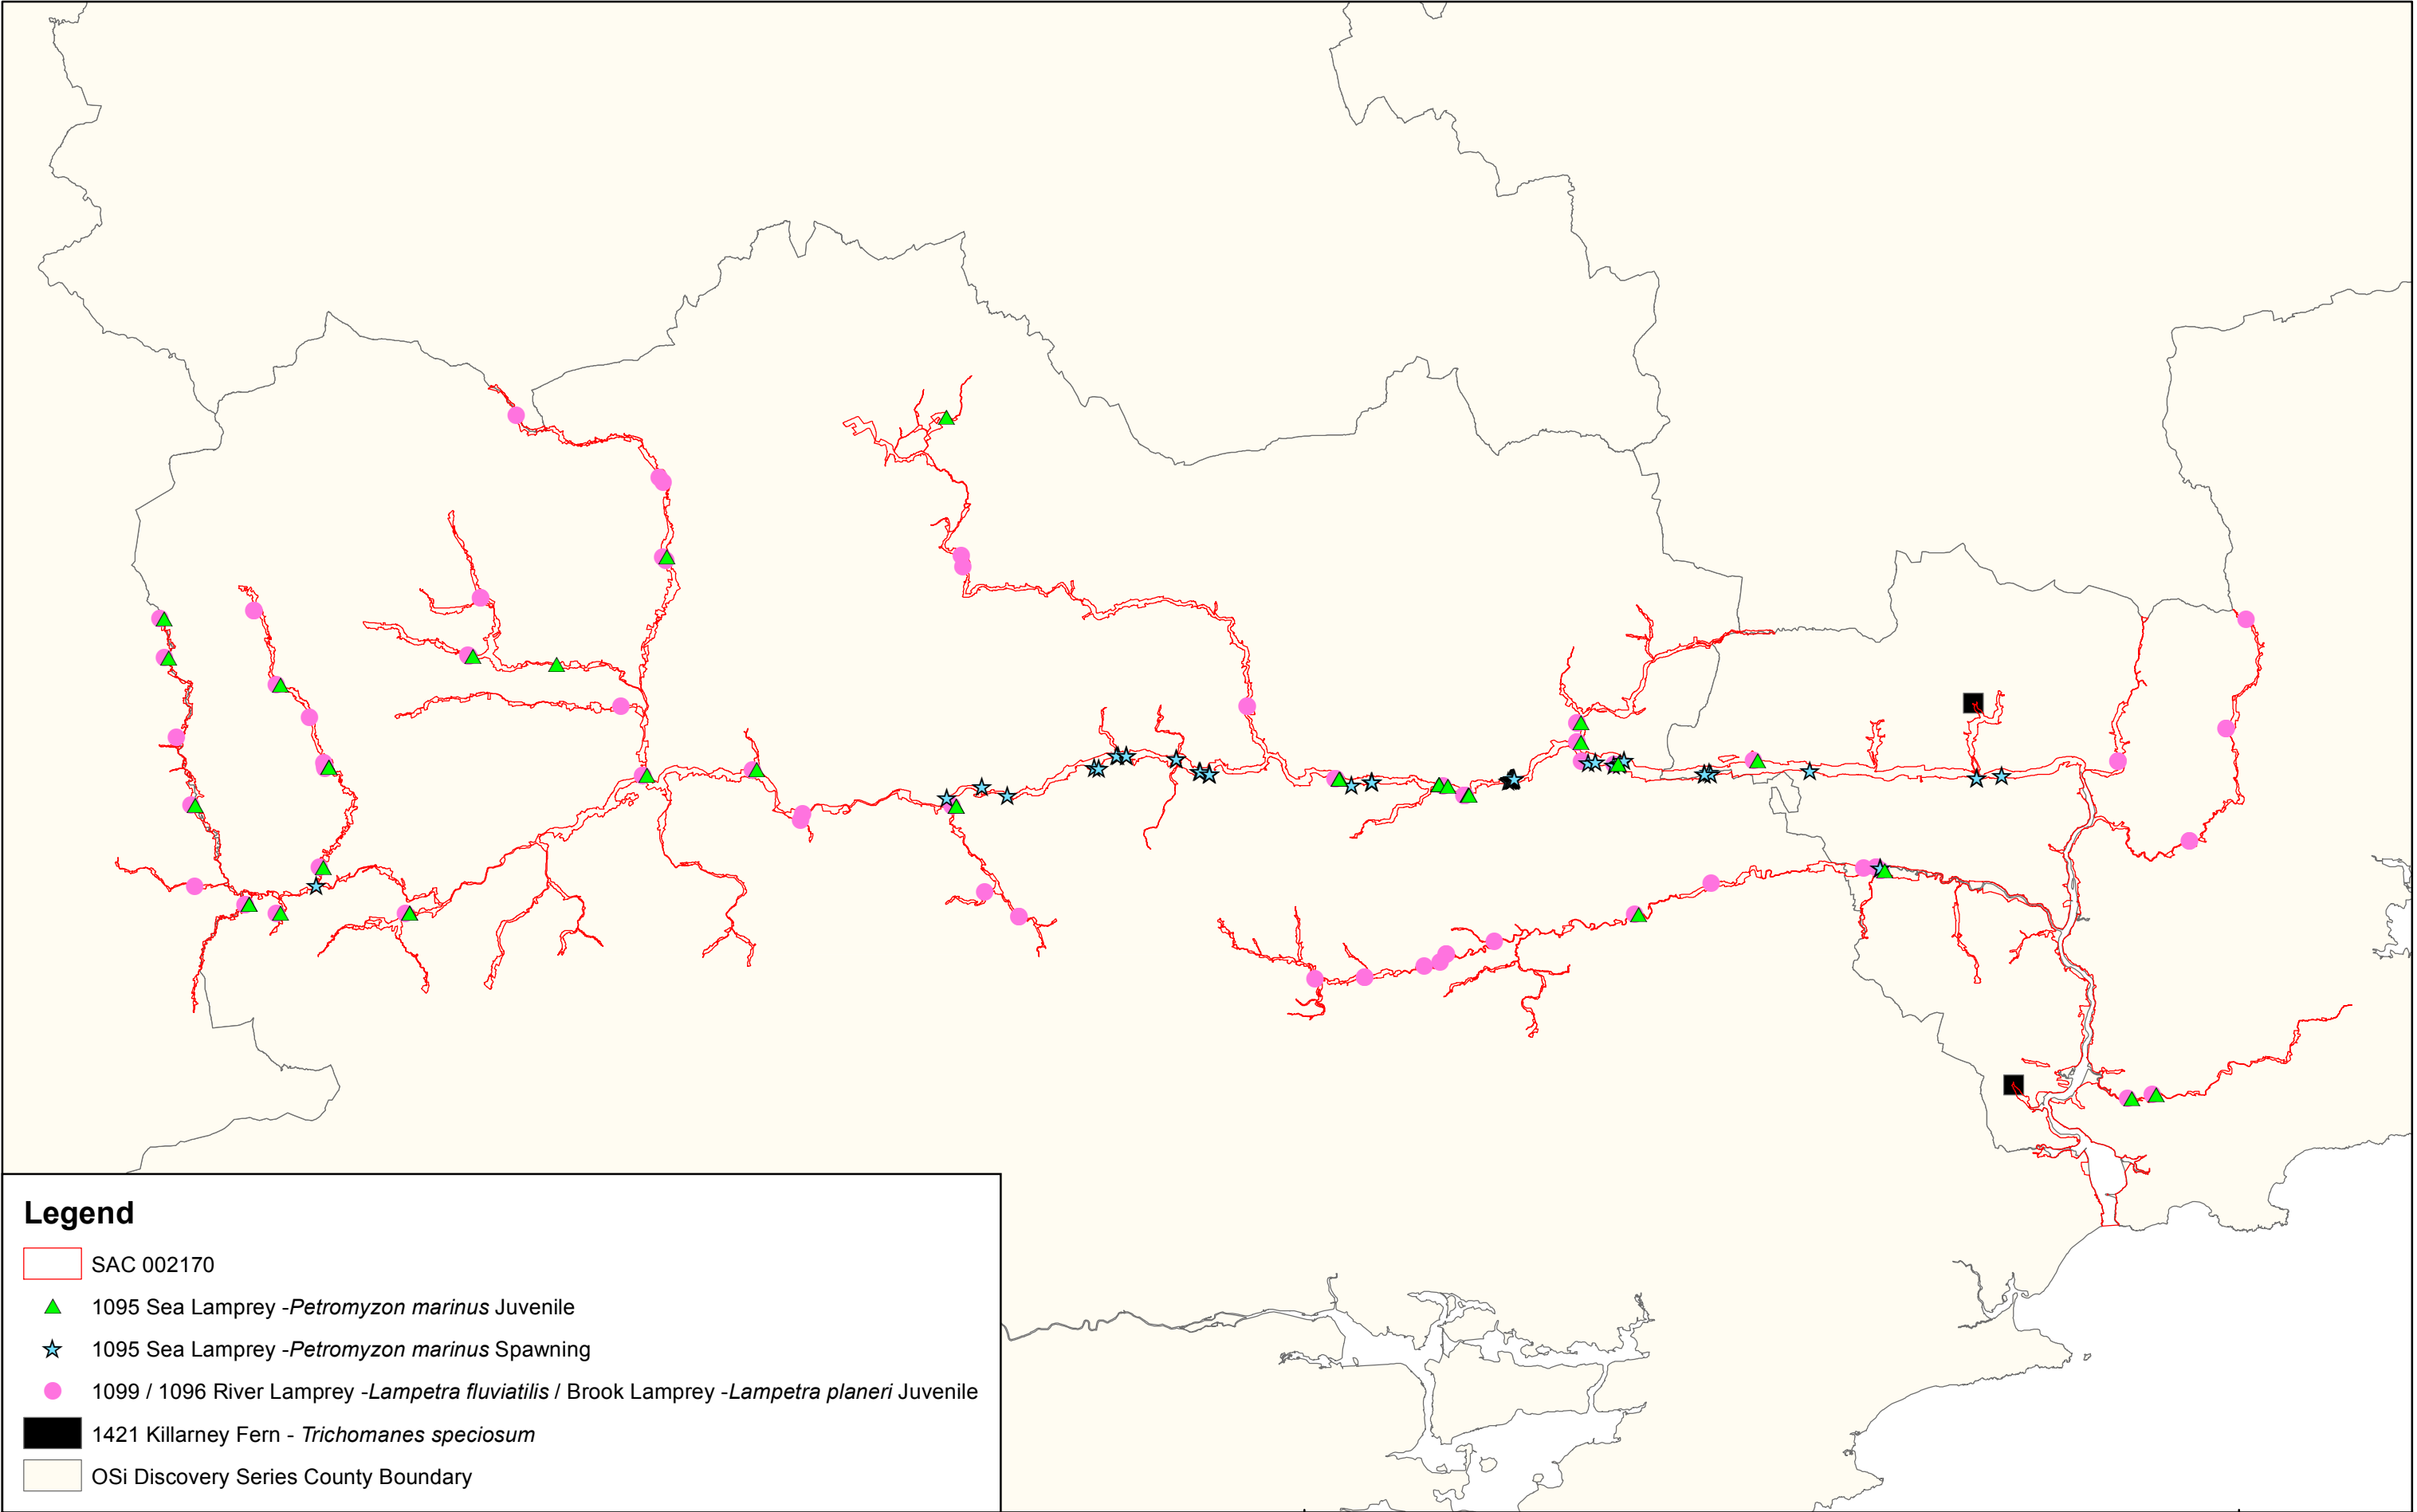 Legend
SAC 002170
1095 Sea Lamprey -Petromyzon marinus Juvenile
1095 Sea Lamprey -Petromyzon marinus Spawning
1099 / 1096 River Lamprey -Lampetra fluviatilis / Brook Lamprey -Lampetra planeri Juvenile
1421 Killarney Fern - Trichomanes speciosum
OSi Discovery Series County Boundary